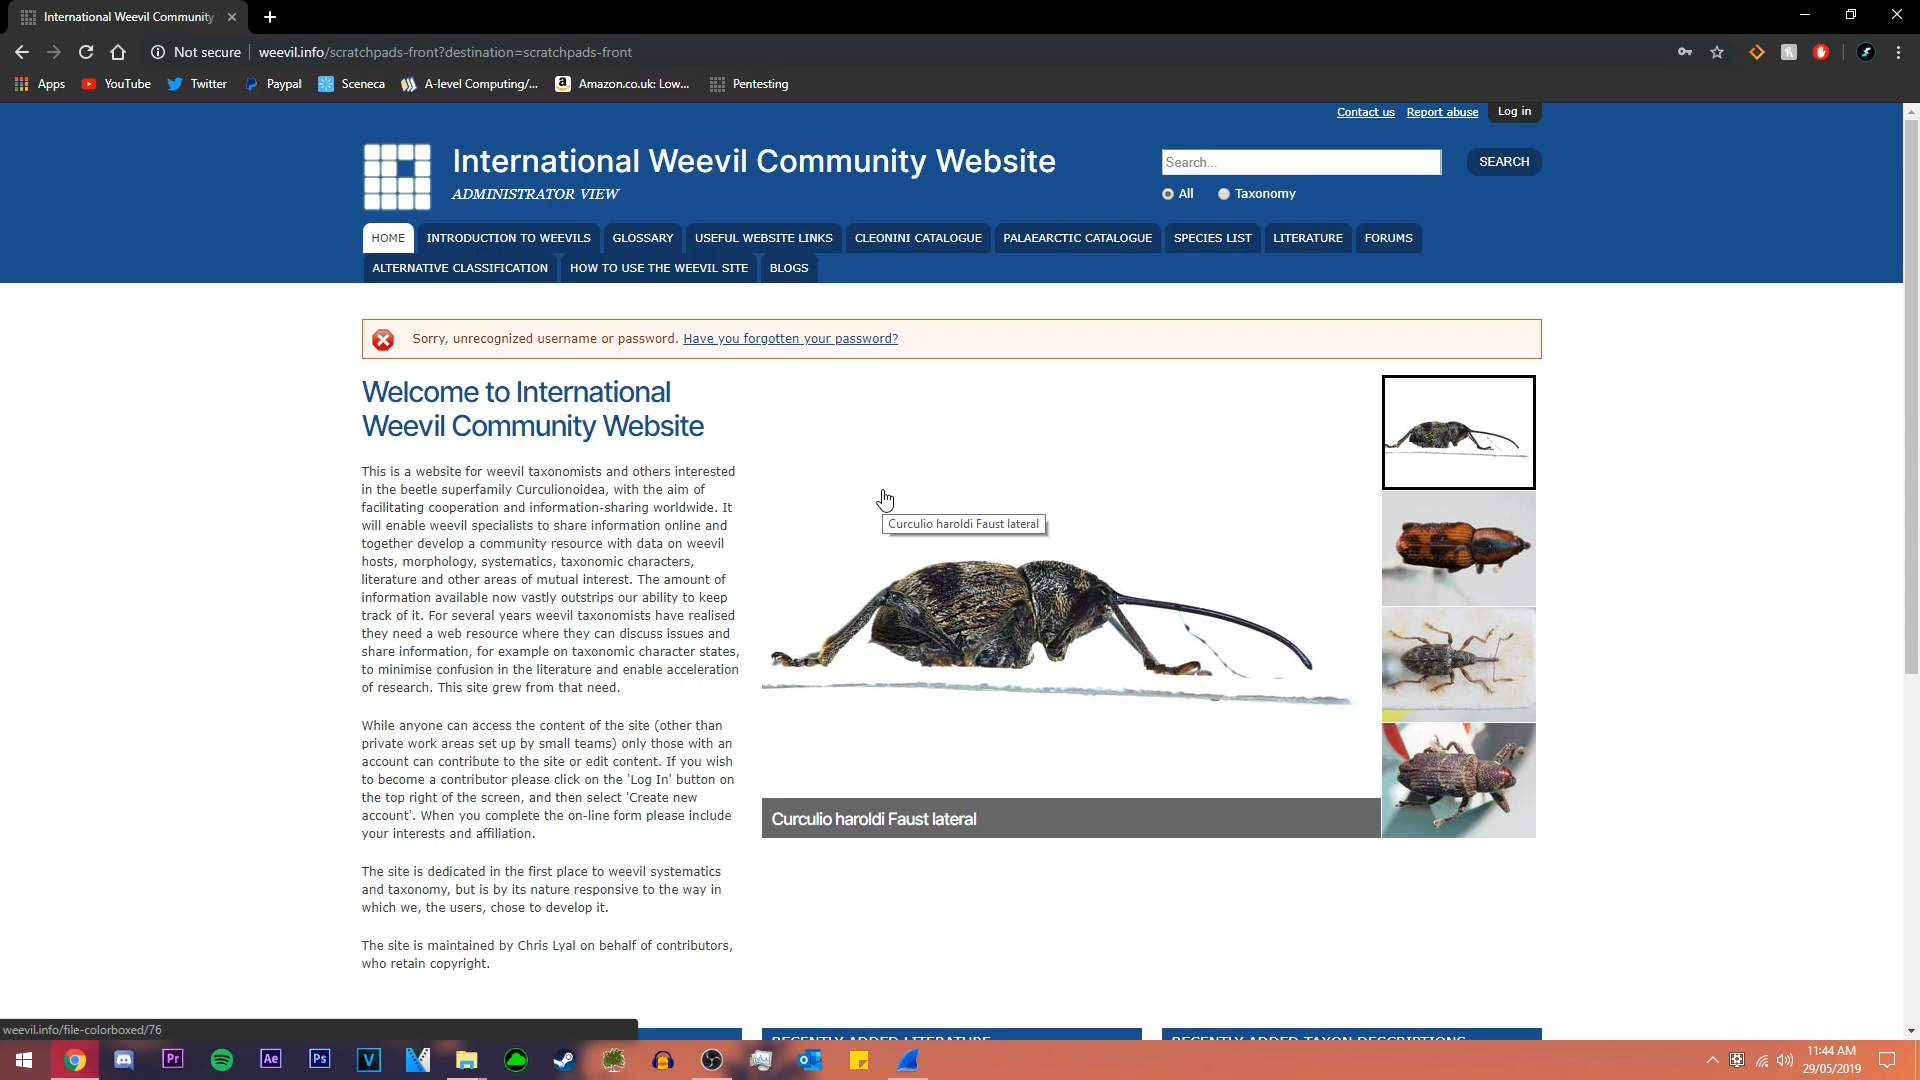 International Weevil Community
Not secure
weevil.info/scratchpads-front?destination=scratchpads-front
Apps YouTube Twitter Paypal Sceneca A-level Computing/... Amazon.co.uk: Low... Pentesting
Contact us Report abuse Log in
International Weevil Community Website
ADMINISTRATOR VIEW
Search...
SEARCH
All Taxonomy
HOME INTRODUCTION TO WEEVILS GLOSSARY USEFUL WEBSITE LINKS CLEONINI CATALOGUE PALAEARCTIC CATALOGUE SPECIES LIST LITERATURE FORUMS
ALTERNATIVE CLASSIFICATION HOW TO USE THE WEEVIL SITE BLOGS
Sorry, unrecognized username or password. Have you forgotten your password?
Welcome to International
Weevil Community Website
This is a website for weevil taxonomists and others interested
in the beetle superfamily Curculionoidea, with the aim of
facilitating cooperation and information-sharing worldwide. It
will enable weevil specialists to share information online and
together develop a community resource with data on weevil
hosts, morphology, systematics, taxonomic characters,
literature and other areas of mutual interest. The amount of
information available now vastly outstrips our ability to keep
track of it. For several years weevil taxonomists have realised
they need a web resource where they can discuss issues and
share information, for example on taxonomic character states,
to minimise confusion in the literature and enable acceleration
of research. This site grew from that need.
While anyone can access the content of the site (other than
private work areas set up by small teams) only those with an
account can contribute to the site or edit content. If you wish
to become a contributor please click on the 'Log In' button on
the top right of the screen, and then select 'Create new
account'. When you complete the on-line form please include
your interests and affiliation.
The site is dedicated in the first place to weevil systematics
and taxonomy, but is by its nature responsive to the way in
which we, the users, chose to develop it.
The site is maintained by Chris Lyal on behalf of contributors,
who retain copyright.
Curculio haroldi Faust lateral
Curculio haroldi Faust lateral
weevil.info/file-colorboxed/76
RECENTLY ADDED LITERATURE
RECENTLY ADDED TAXON DESCRIPTIONS
Pr
Ae
Ps
V
11:44 AM
29/05/2019